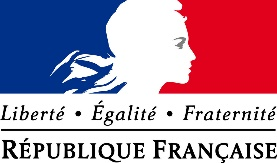 Liberté • Égalité • Fraternité
RÉPUBLIQUE FRANÇAISE